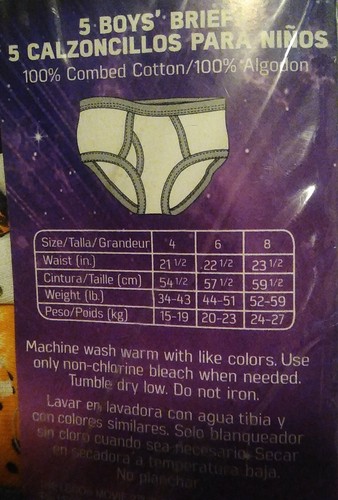 5 BOYS' BRIEF
5 CALZONCILLOS PARA NIÑOS
100% Combed Cotton/100% Algodon
Size/Talla/Grandeur 4 6 8
Waist (in.) 21 1/2 22 1/2 23 1/2
Cintura/Taille (cm) 54 1/2 57 1/2 59 1/2
Weight (lb.) 34-43 44-51 52-59
Peso/Poids (kg) 15-19 20-23 24-27
Machine wash warm with like colors. Use
only non-chlorine bleach when needed.
Tumble dry low. Do not iron.
Lavar en lavadora con agua tibia y
con colores similares. Solo blanqueador
sin cloro cuando sea necesario. Secar
en secadora a temperatura baja.
No planchar